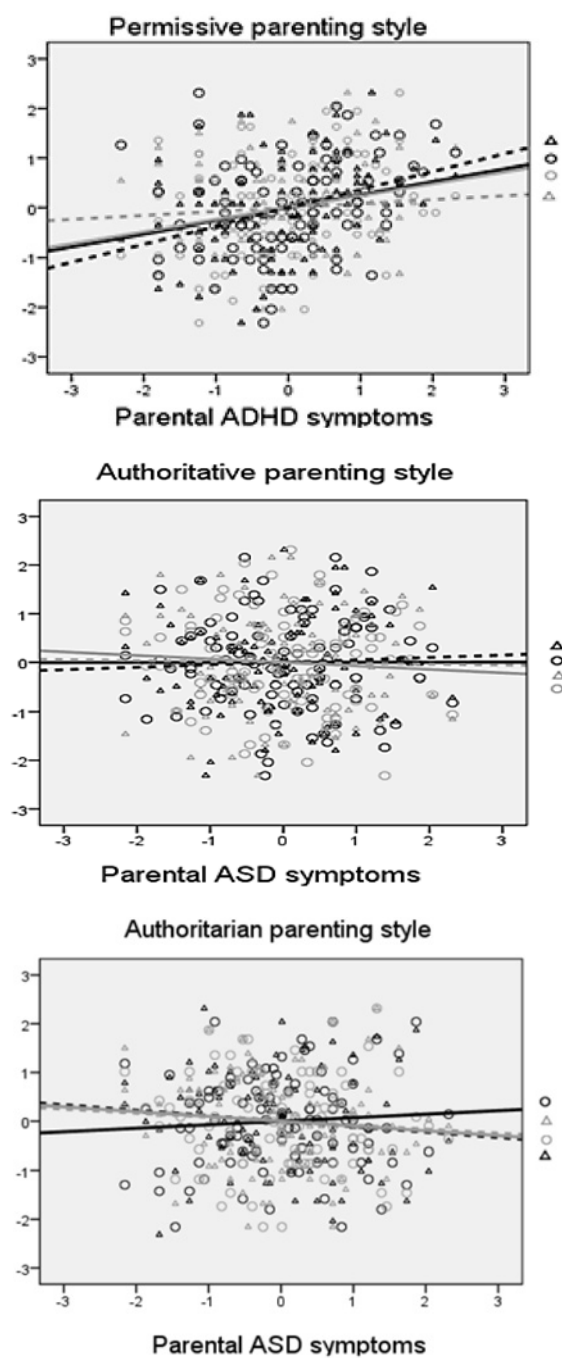 Permissive parenting style
3
2
1
0
-1
-2
-3
-3 -2 -1 0 1 2 3
Parental ADHD symptoms
Authoritative parenting style
3
2
1
0
-1
-2
-3
-3 -2 -1 0 1 2 3
Parental ASD symptoms
Authoritarian parenting style
3
2
1
0
-1
-2
-3
-3 -2 -1 0 1 2 3
Parental ASD symptoms